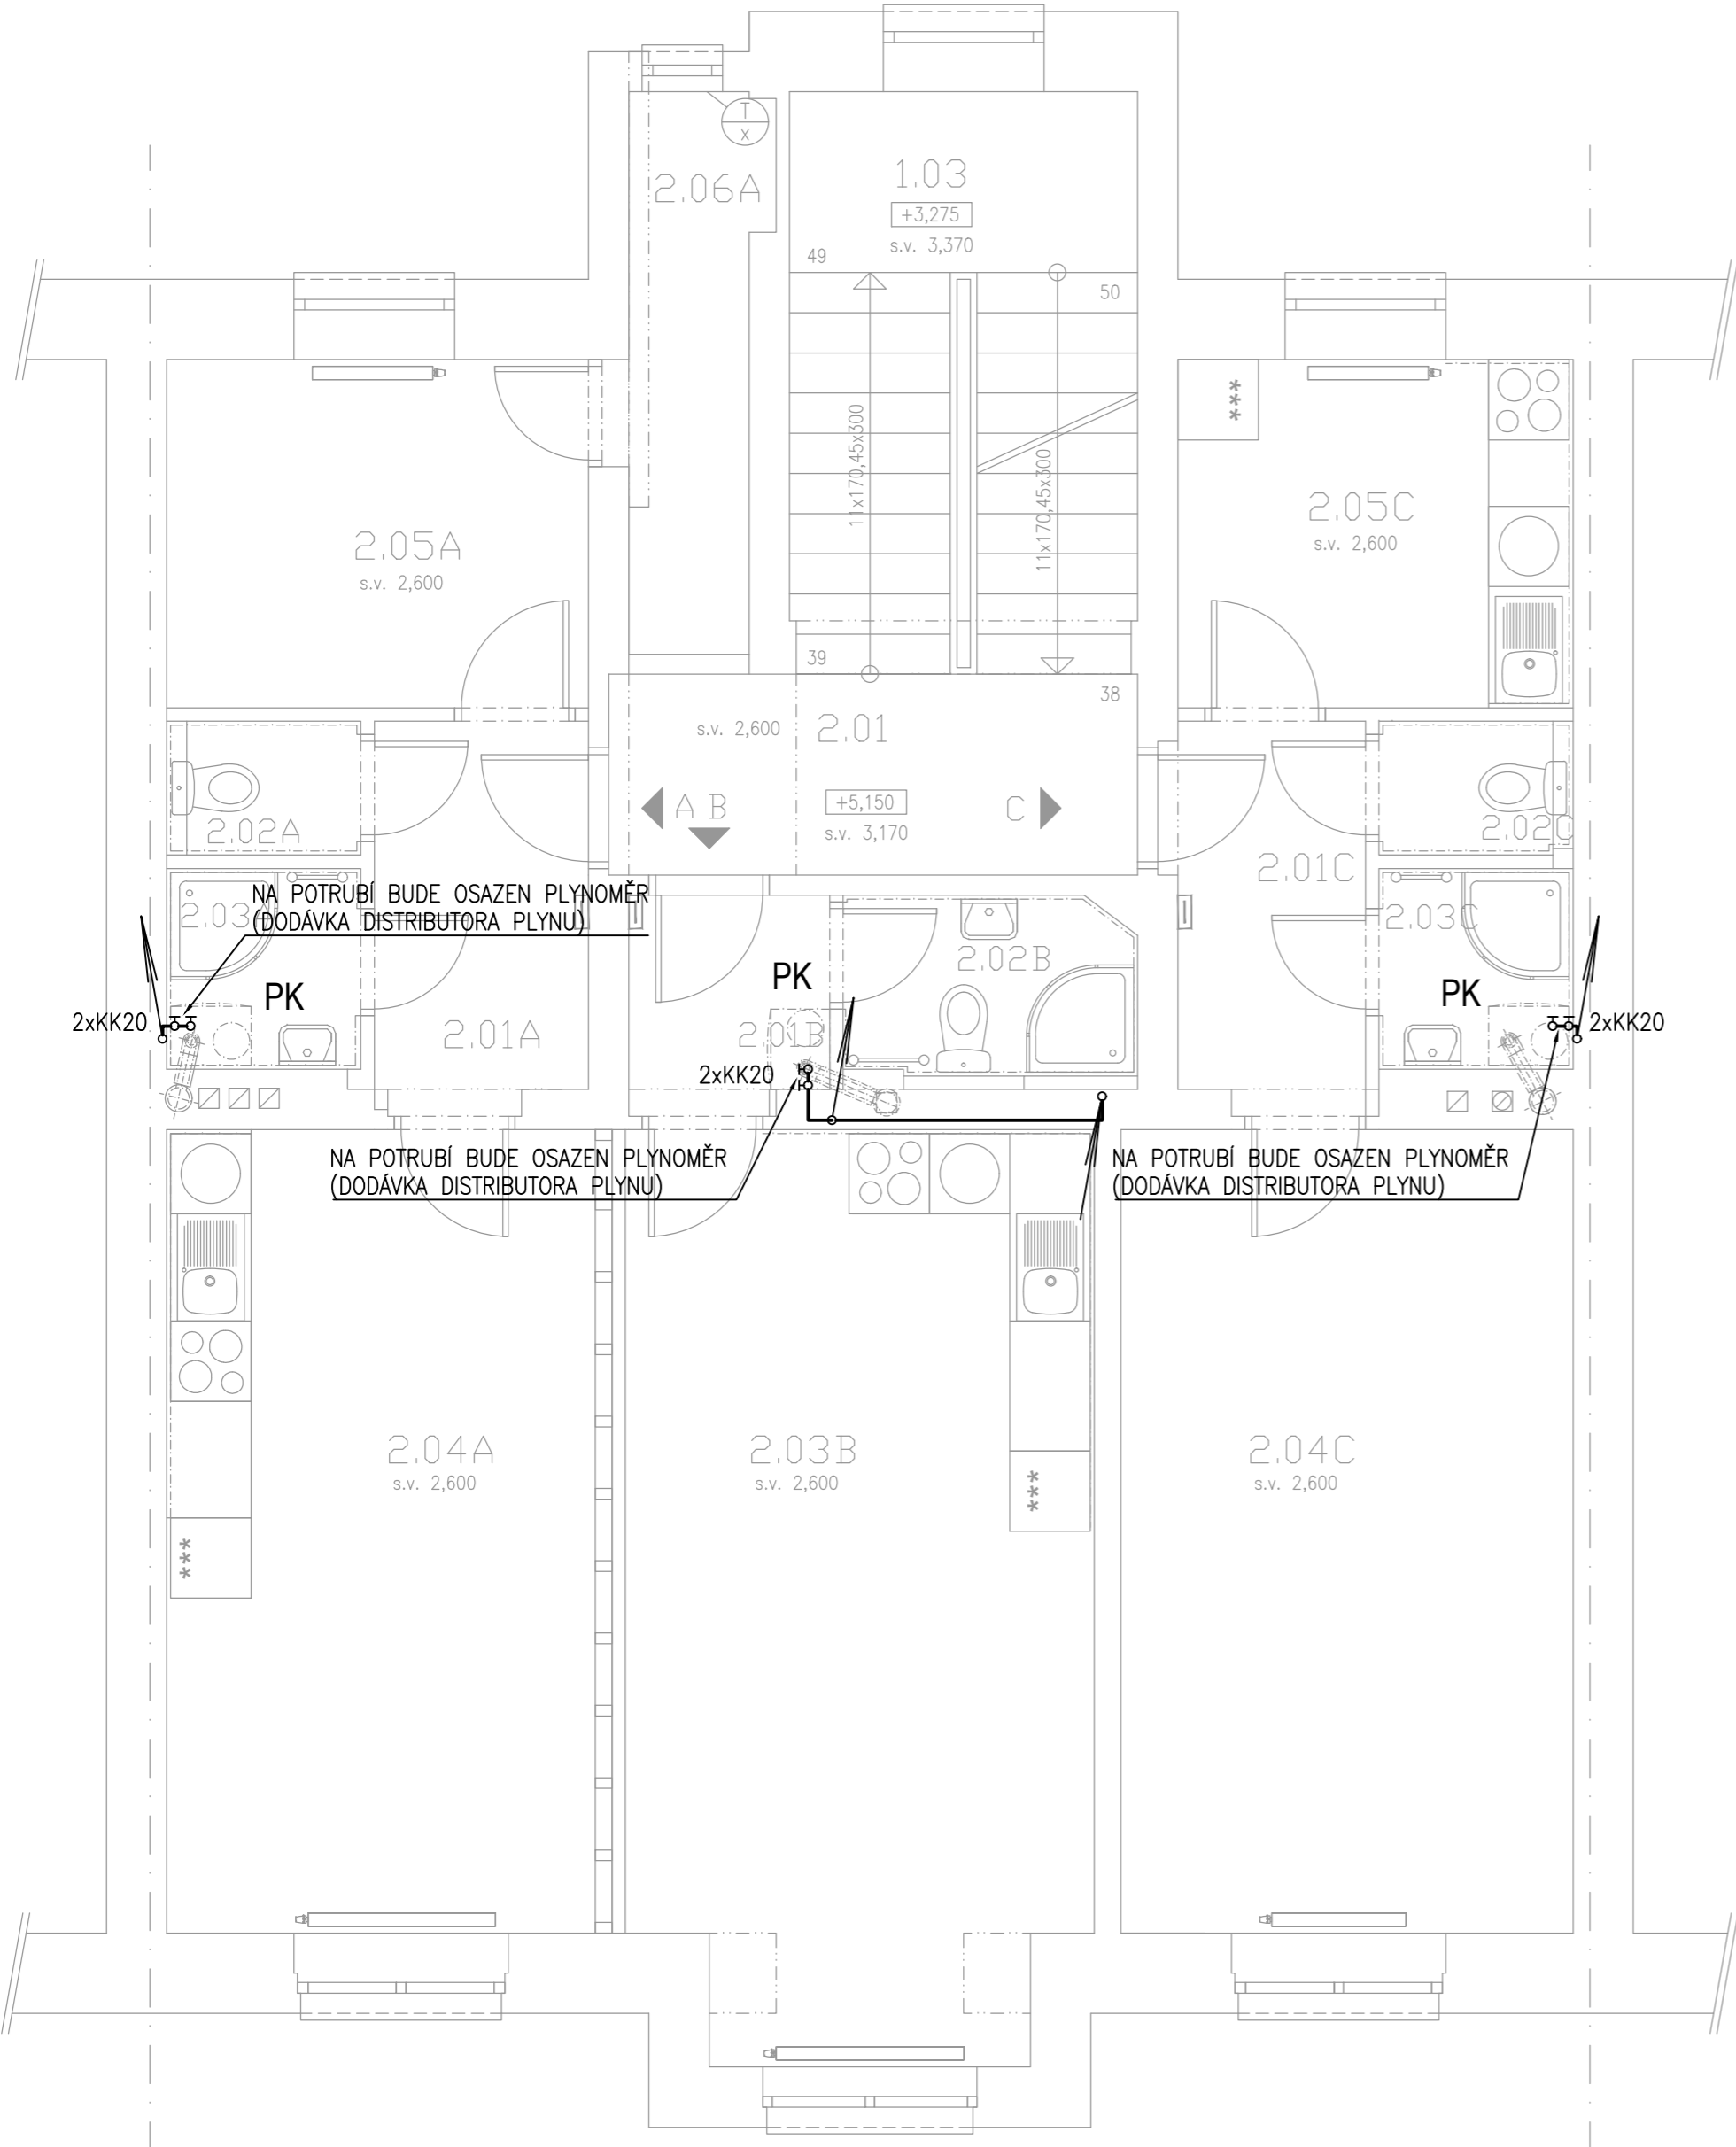 T
x
2.06A
1.03
+3,275
s.v. 3,370
49
50
11x170,45x300
11x170,45x300
***
2.05C
s.v. 2,600
2.05A
s.v. 2,600
39
38
s.v. 2,600
2.01
+5,150
s.v. 3,170
A B
C
2.02A
2.02C
2.01C
NA POTRUBÍ BUDE OSAZEN PLYNOMĚR
(DODÁVKA DISTRIBUTORA PLYNU)
2.03A
2.03C
2.02B
PK
PK
PK
2xKK20
2xKK20
2.01A
2.01B
2xKK20
NA POTRUBÍ BUDE OSAZEN PLYNOMĚR
(DODÁVKA DISTRIBUTORA PLYNU)
NA POTRUBÍ BUDE OSAZEN PLYNOMĚR
(DODÁVKA DISTRIBUTORA PLYNU)
2.04A
s.v. 2,600
2.03B
s.v. 2,600
2.04C
s.v. 2,600
***
***